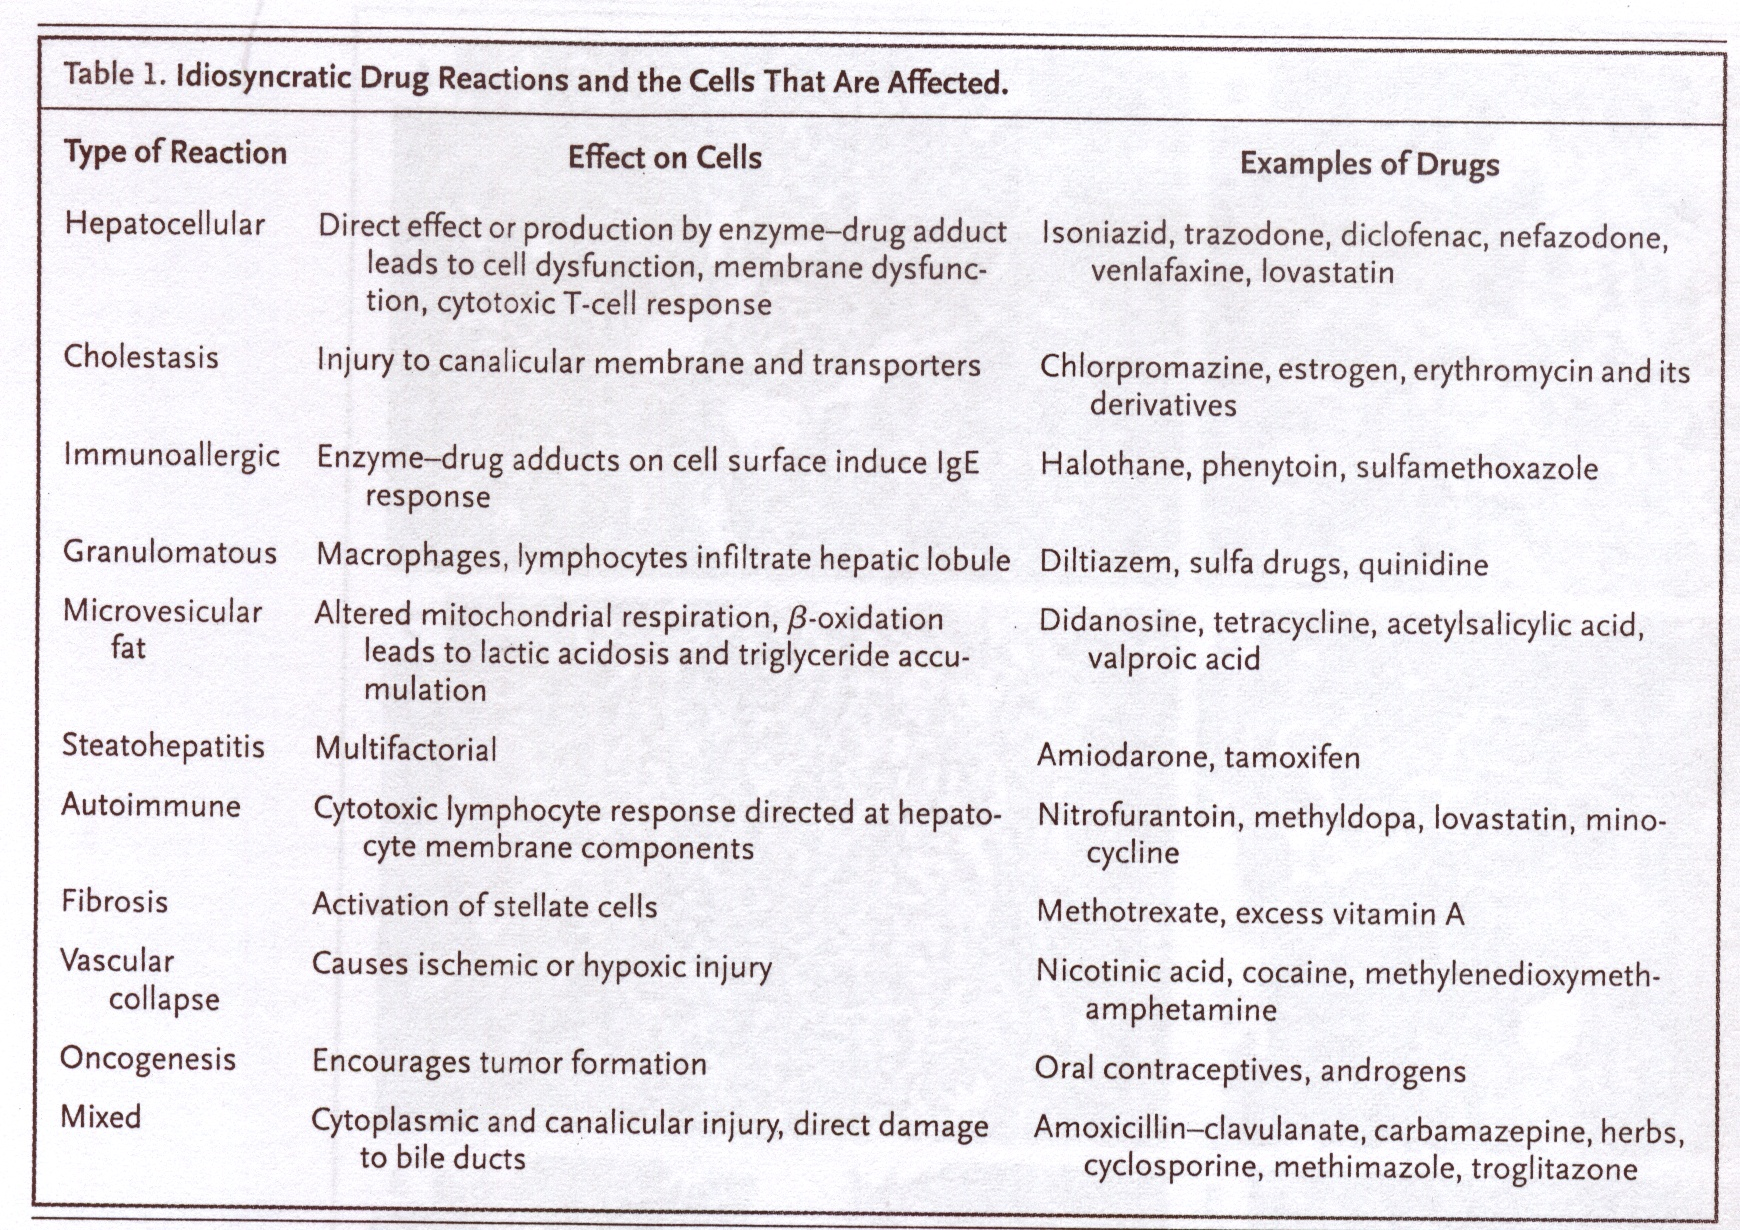 Table 1. Idiosyncratic Drug Reactions and the Cells That Are Affected.
Type of Reaction Effect on Cells Examples of Drugs
Hepatocellular Direct effect or production by enzyme–drug adduct Isoniazid, trazodone, diclofenac, nefazodone,
leads to cell dysfunction, membrane dysfunc- venlafaxine, lovastatin
tion, cytotoxic T-cell response
Cholestasis Injury to canalicular membrane and transporters Chlorpromazine, estrogen, erythromycin and its
derivatives
Immunoallergic Enzyme–drug adducts on cell surface induce IgE Halothane, phenytoin, sulfamethoxazole
response
Granulomatous Macrophages, lymphocytes infiltrate hepatic lobule Diltiazem, sulfa drugs, quinidine
Microvesicular Altered mitochondrial respiration, β-oxidation Didanosine, tetracycline, acetylsalicylic acid,
fat leads to lactic acidosis and triglyceride accu- valproic acid
mulation
Steatohepatitis Multifactorial Amiodarone, tamoxifen
Autoimmune Cytotoxic lymphocyte response directed at hepato- Nitrofurantoin, methyldopa, lovastatin, mino-
cyte membrane components cycline
Fibrosis Activation of stellate cells Methotrexate, excess vitamin A
Vascular Causes ischemic or hypoxic injury Nicotinic acid, cocaine, methylenedioxymeth-
collapse amphetamine
Oncogenesis Encourages tumor formation Oral contraceptives, androgens
Mixed Cytoplasmic and canalicular injury, direct damage Amoxicillin–clavulanate, carbamazepine, herbs,
to bile ducts cyclosporine, methimazole, troglitazone